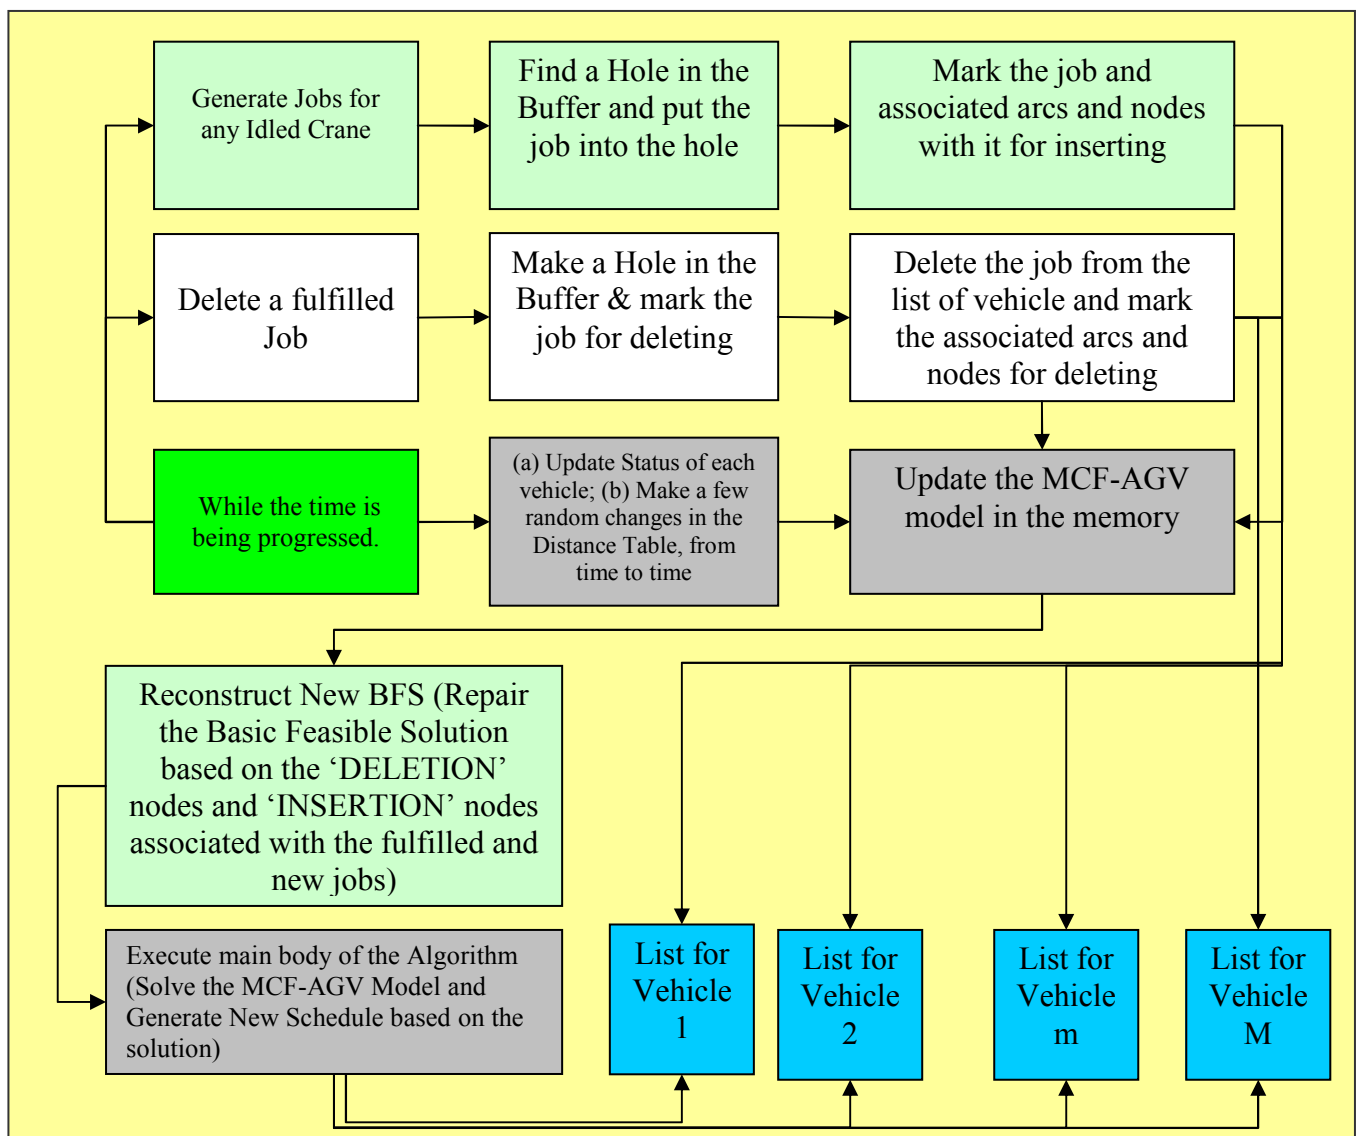 Generate Jobs for
any Idled Crane
Find a Hole in the
Buffer and put the
job into the hole
Mark the job and
associated arcs and nodes
with it for inserting
Delete a fulfilled
Job
Make a Hole in the
Buffer & mark the
job for deleting
Delete the job from the
list of vehicle and mark
the associated arcs and
nodes for deleting
While the time is
being progressed.
(a) Update Status of each
vehicle; (b) Make a few
random changes in the
Distance Table, from
time to time
Update the MCF-AGV
model in the memory
Reconstruct New BFS (Repair
the Basic Feasible Solution
based on the ‘DELETION’
nodes and ‘INSERTION’ nodes
associated with the fulfilled and
new jobs)
Execute main body of the Algorithm
(Solve the MCF-AGV Model and
Generate New Schedule based on the
solution)
List for
Vehicle
1
List for
Vehicle
2
List for
Vehicle
m
List for
Vehicle
M